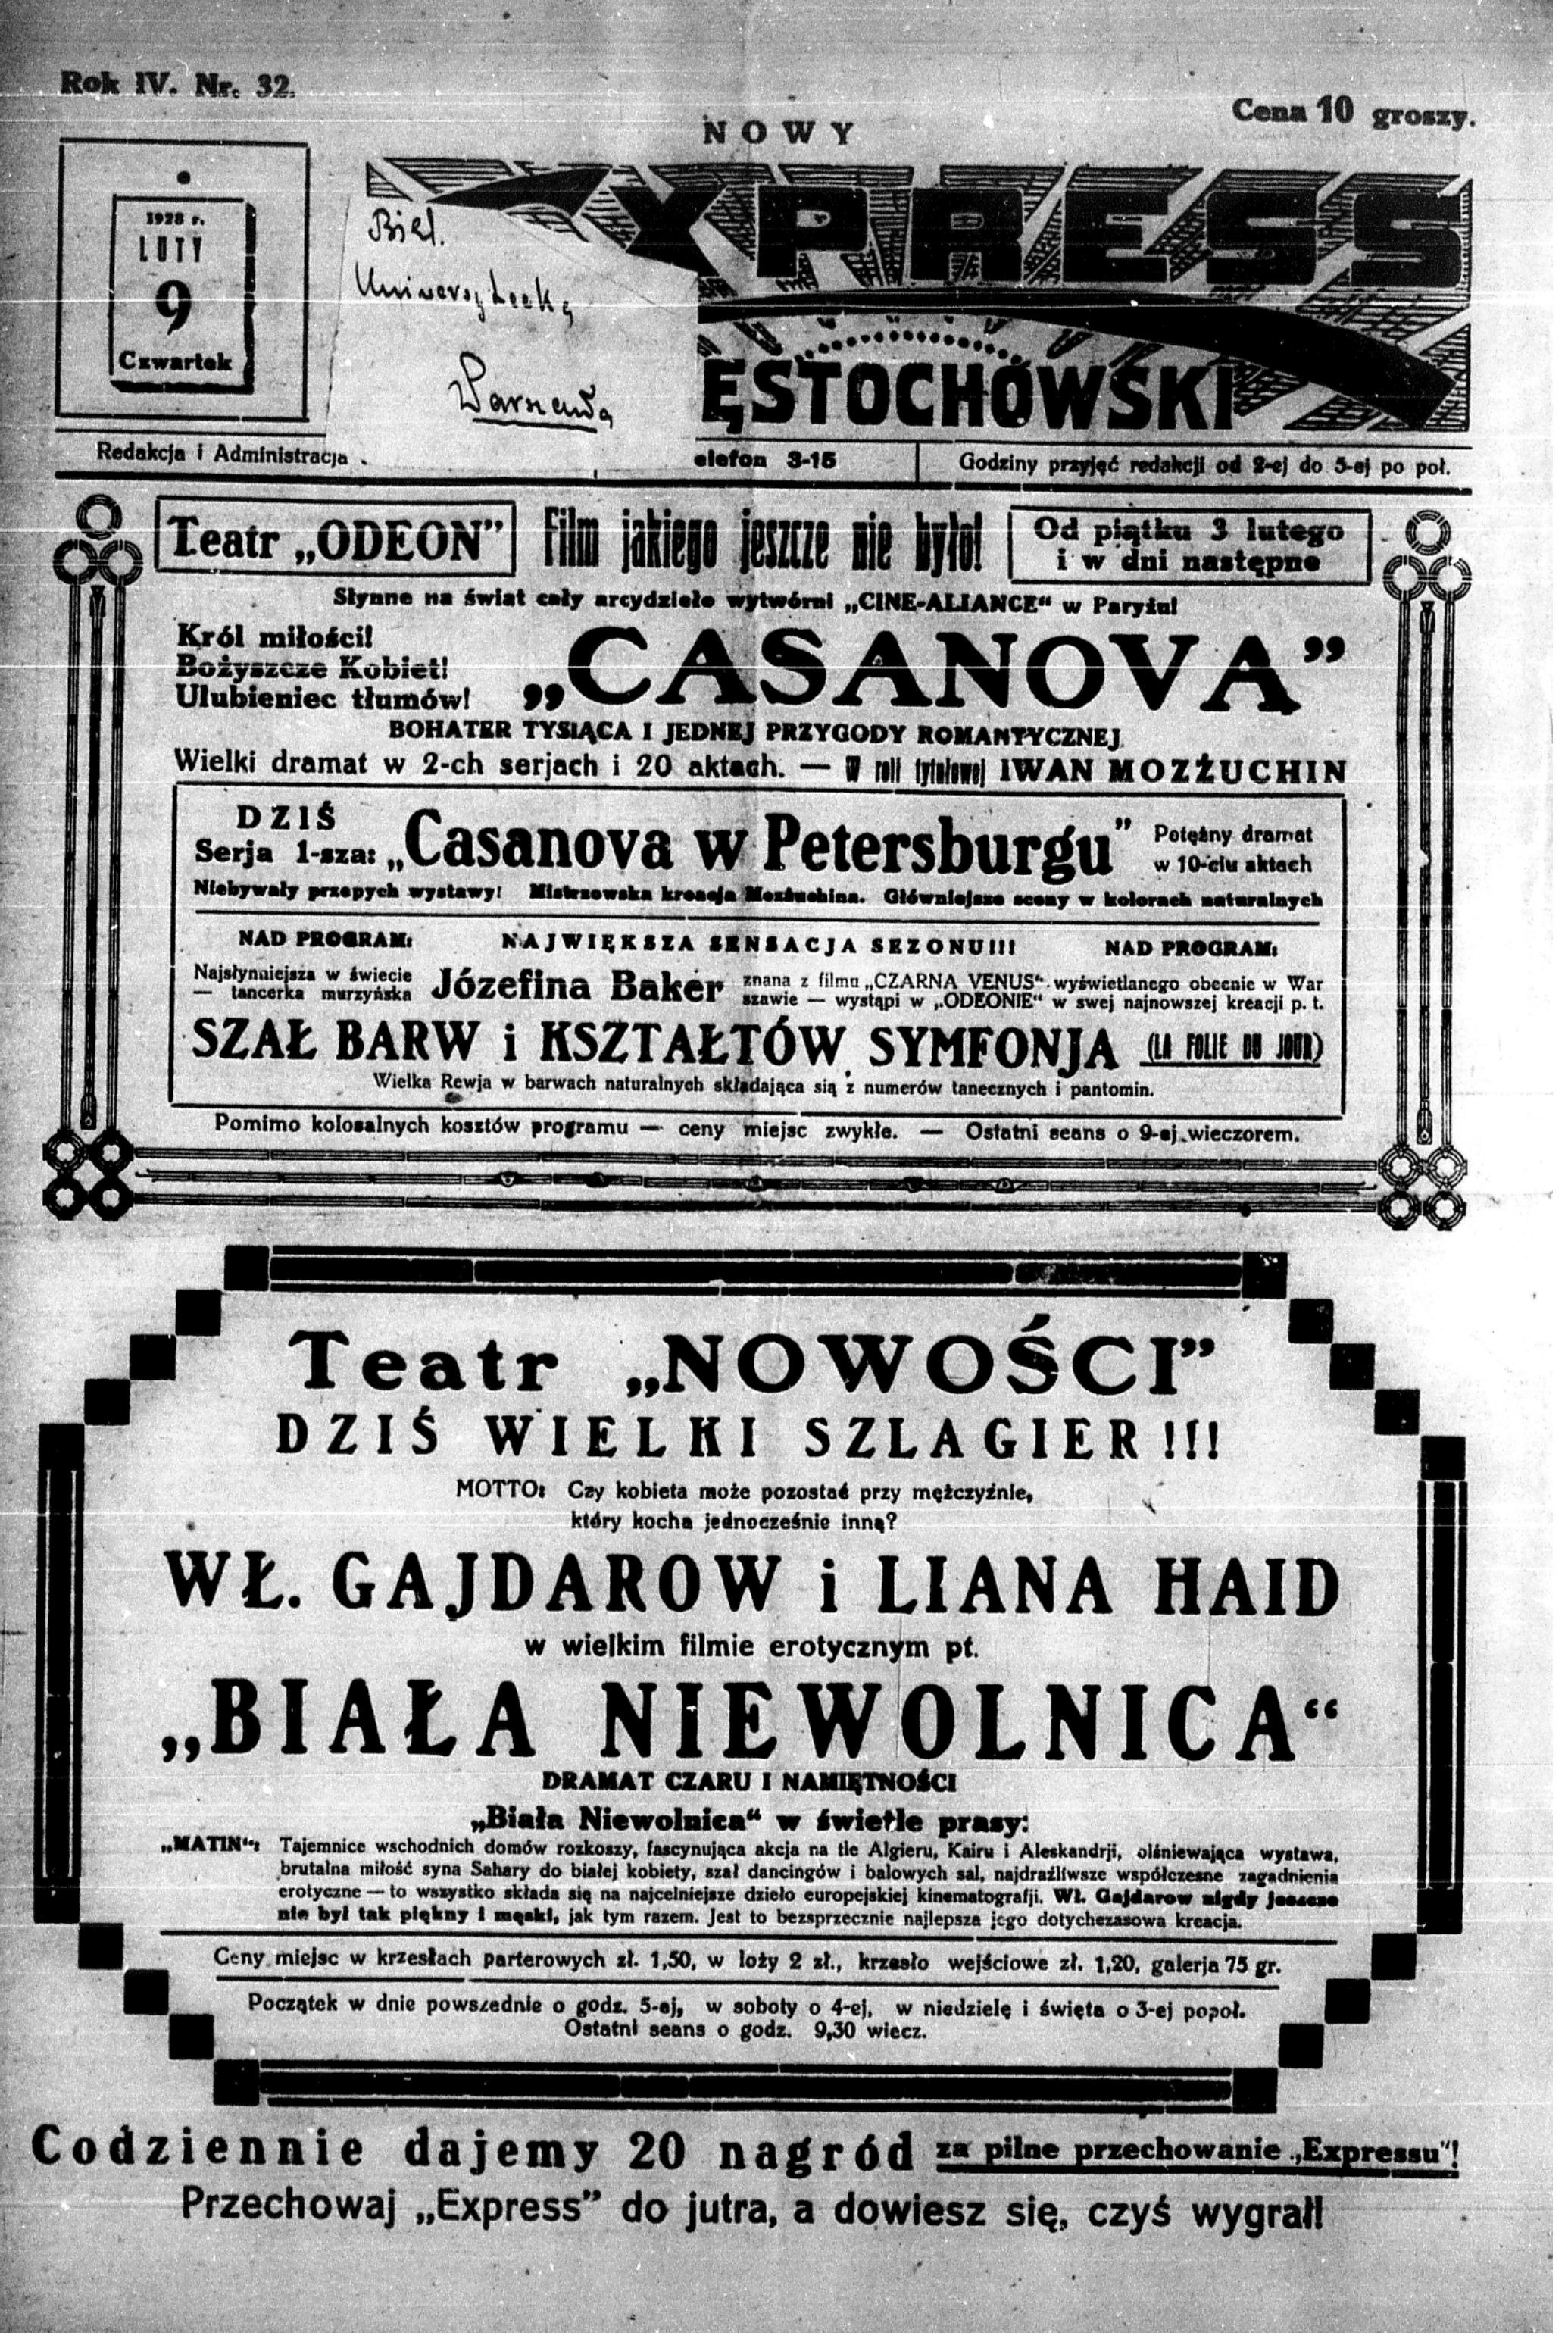 Rok IV. Nr. 32.
Cena 10 groszy.
NOWY
XPRESS
ĘSTOCHOWSKI
1928 r.
LUTY
9
Czwartek
Bibl.
Uniwersytecka
Warszawa
Redakcja i Administracja
elefon 3-15
Godziny przyjęć redakcji od 2-ej do 5-ej po poł.
Teatr „ODEON”
Film jakiego jeszcze nie było!
Od piątku 3 lutego
i w dni następne
Słynne na świat cały arcydzieło wytwórni „CINE-ALIANCE“ w Paryżu!
Król miłości!
Bożyszcze Kobiet!
Ulubieniec tłumów!
„CASANOVA”
BOHATER TYSIĄCA I JEDNEJ PRZYGODY ROMANTYCZNEJ
Wielki dramat w 2-ch serjach i 20 aktach. — W roli tytułowej IWAN MOZŻUCHIN
DZIŚ
Serja 1-sza: „Casanova w Petersburgu”
Potężny dramat
w 10-ciu aktach
Niebywały przepych wystawy! Mistrzowska kreacja Mozżuchina. Główniejsze sceny w kolorach naturalnych
NAD PROGRAM: NAJWIĘKSZA SENSACJA SEZONU!!! NAD PROGRAM:
Najsłynniejsza w świecie
— tancerka murzyńska
Józefina Baker
znana z filmu „CZARNA VENUS“ wyświetlanego obecnie w War
szawie — wystąpi w „ODEONIE“ w swej najnowszej kreacji p. t.
SZAŁ BARW i KSZTAŁTÓW SYMFONJA (LA FOLIE DU JOUR)
Wielka Rewja w barwach naturalnych składająca sią z numerów tanecznych i pantomin.
Pomimo kolosalnych kosztów programu — ceny miejsc zwykłe. — Ostatni seans o 9-ej wieczorem.
Teatr „NOWOŚCI”
DZIŚ WIELKI SZLAGIER!!!
MOTTO: Czy kobieta może pozostać przy mężczyźnie,
który kocha jednocześnie inną?
WŁ. GAJDAROW i LIANA HAID
w wielkim filmie erotycznym pt.
„BIAŁA NIEWOLNICA“
DRAMAT CZARU I NAMIĘTNOŚCI
„Biała Niewolnica“ w świetle prasy:
„MATIN“: Tajemnice wschodnich domów rozkoszy, fascynująca akcja na tle Algieru, Kairu i Aleskandrji, olśniewająca wystawa,
brutalna miłość syna Sahary do białej kobiety, szał dancingów i balowych sal, najdraźliwsze współczesne zagadnienia
erotyczne — to wszystko składa się na najcelniejsze dzieło europejskiej kinematografji. Wł. Gajdarow nigdy jeszcze
nie był tak piękny i męski, jak tym razem. Jest to bezsprzecznie najlepsza jego dotychczasowa kreacja.
Ceny miejsc w krzesłach parterowych zł. 1,50, w loży 2 zł., krzesło wejściowe zł. 1,20, galerja 75 gr.
Początek w dnie powszednie o godz. 5-ej, w soboty o 4-ej, w niedzielę i święta o 3-ej popoł.
Ostatni seans o godz. 9,30 wiecz.
Codziennie dajemy 20 nagród za pilne przechowanie „Expressu”!
Przechowaj „Express” do jutra, a dowiesz się, czyś wygrał!